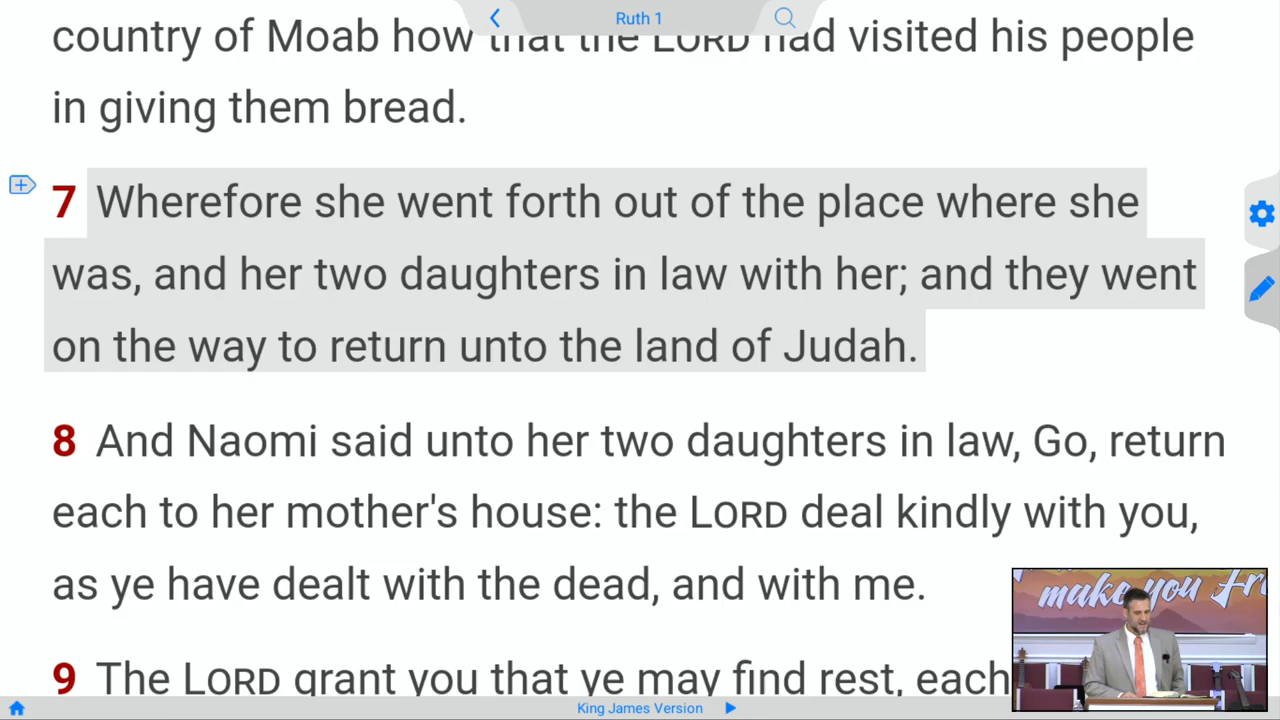 Ruth 1
country of Moab how that the LORD had visited his people
in giving them bread.
7 Wherefore she went forth out of the place where she
was, and her two daughters in law with her; and they went
on the way to return unto the land of Judah.
8 And Naomi said unto her two daughters in law, Go, return
each to her mother's house: the LORD deal kindly with you,
as ye have dealt with the dead, and with me.
9 The LORD grant you that ye may find rest, each
make you
King James Version